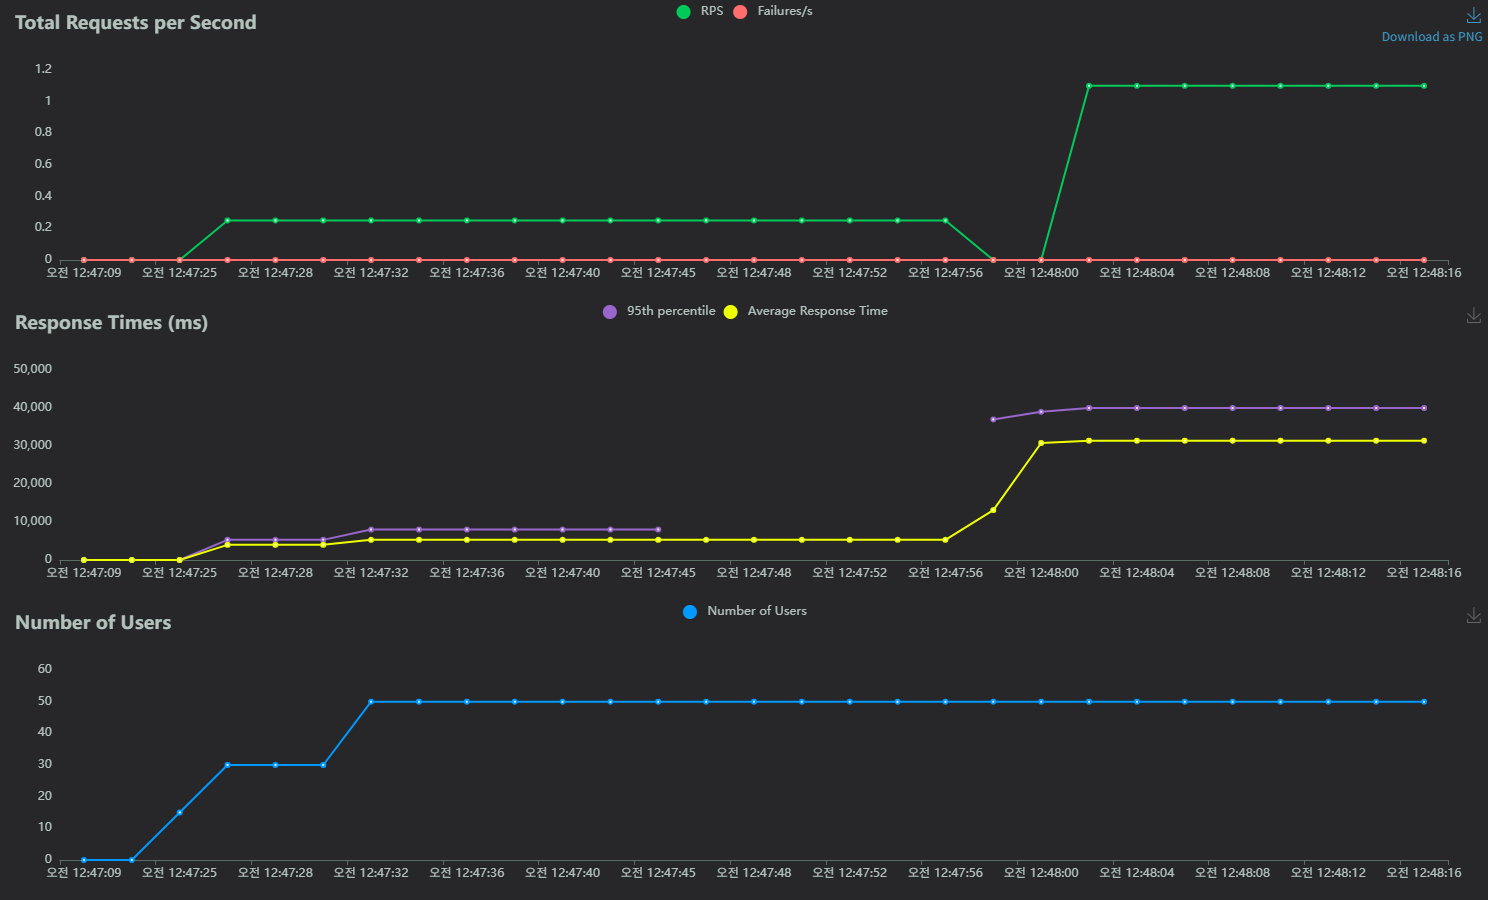 Total Requests per Second
RPS Failures/s
Download as PNG
1.2
1
0.8
0.6
0.4
0.2
0
오전 12:47:09 오전 12:47:25 오전 12:47:28 오전 12:47:32 오전 12:47:36 오전 12:47:40 오전 12:47:45 오전 12:47:48 오전 12:47:52 오전 12:47:56 오전 12:48:00 오전 12:48:04 오전 12:48:08 오전 12:48:12 오전 12:48:16
Response Times (ms)
95th percentile Average Response Time
50,000
40,000
30,000
20,000
10,000
0
오전 12:47:09 오전 12:47:25 오전 12:47:28 오전 12:47:32 오전 12:47:36 오전 12:47:40 오전 12:47:45 오전 12:47:48 오전 12:47:52 오전 12:47:56 오전 12:48:00 오전 12:48:04 오전 12:48:08 오전 12:48:12 오전 12:48:16
Number of Users
Number of Users
60
50
40
30
20
10
0
오전 12:47:09 오전 12:47:25 오전 12:47:28 오전 12:47:32 오전 12:47:36 오전 12:47:40 오전 12:47:45 오전 12:47:48 오전 12:47:52 오전 12:47:56 오전 12:48:00 오전 12:48:04 오전 12:48:08 오전 12:48:12 오전 12:48:16